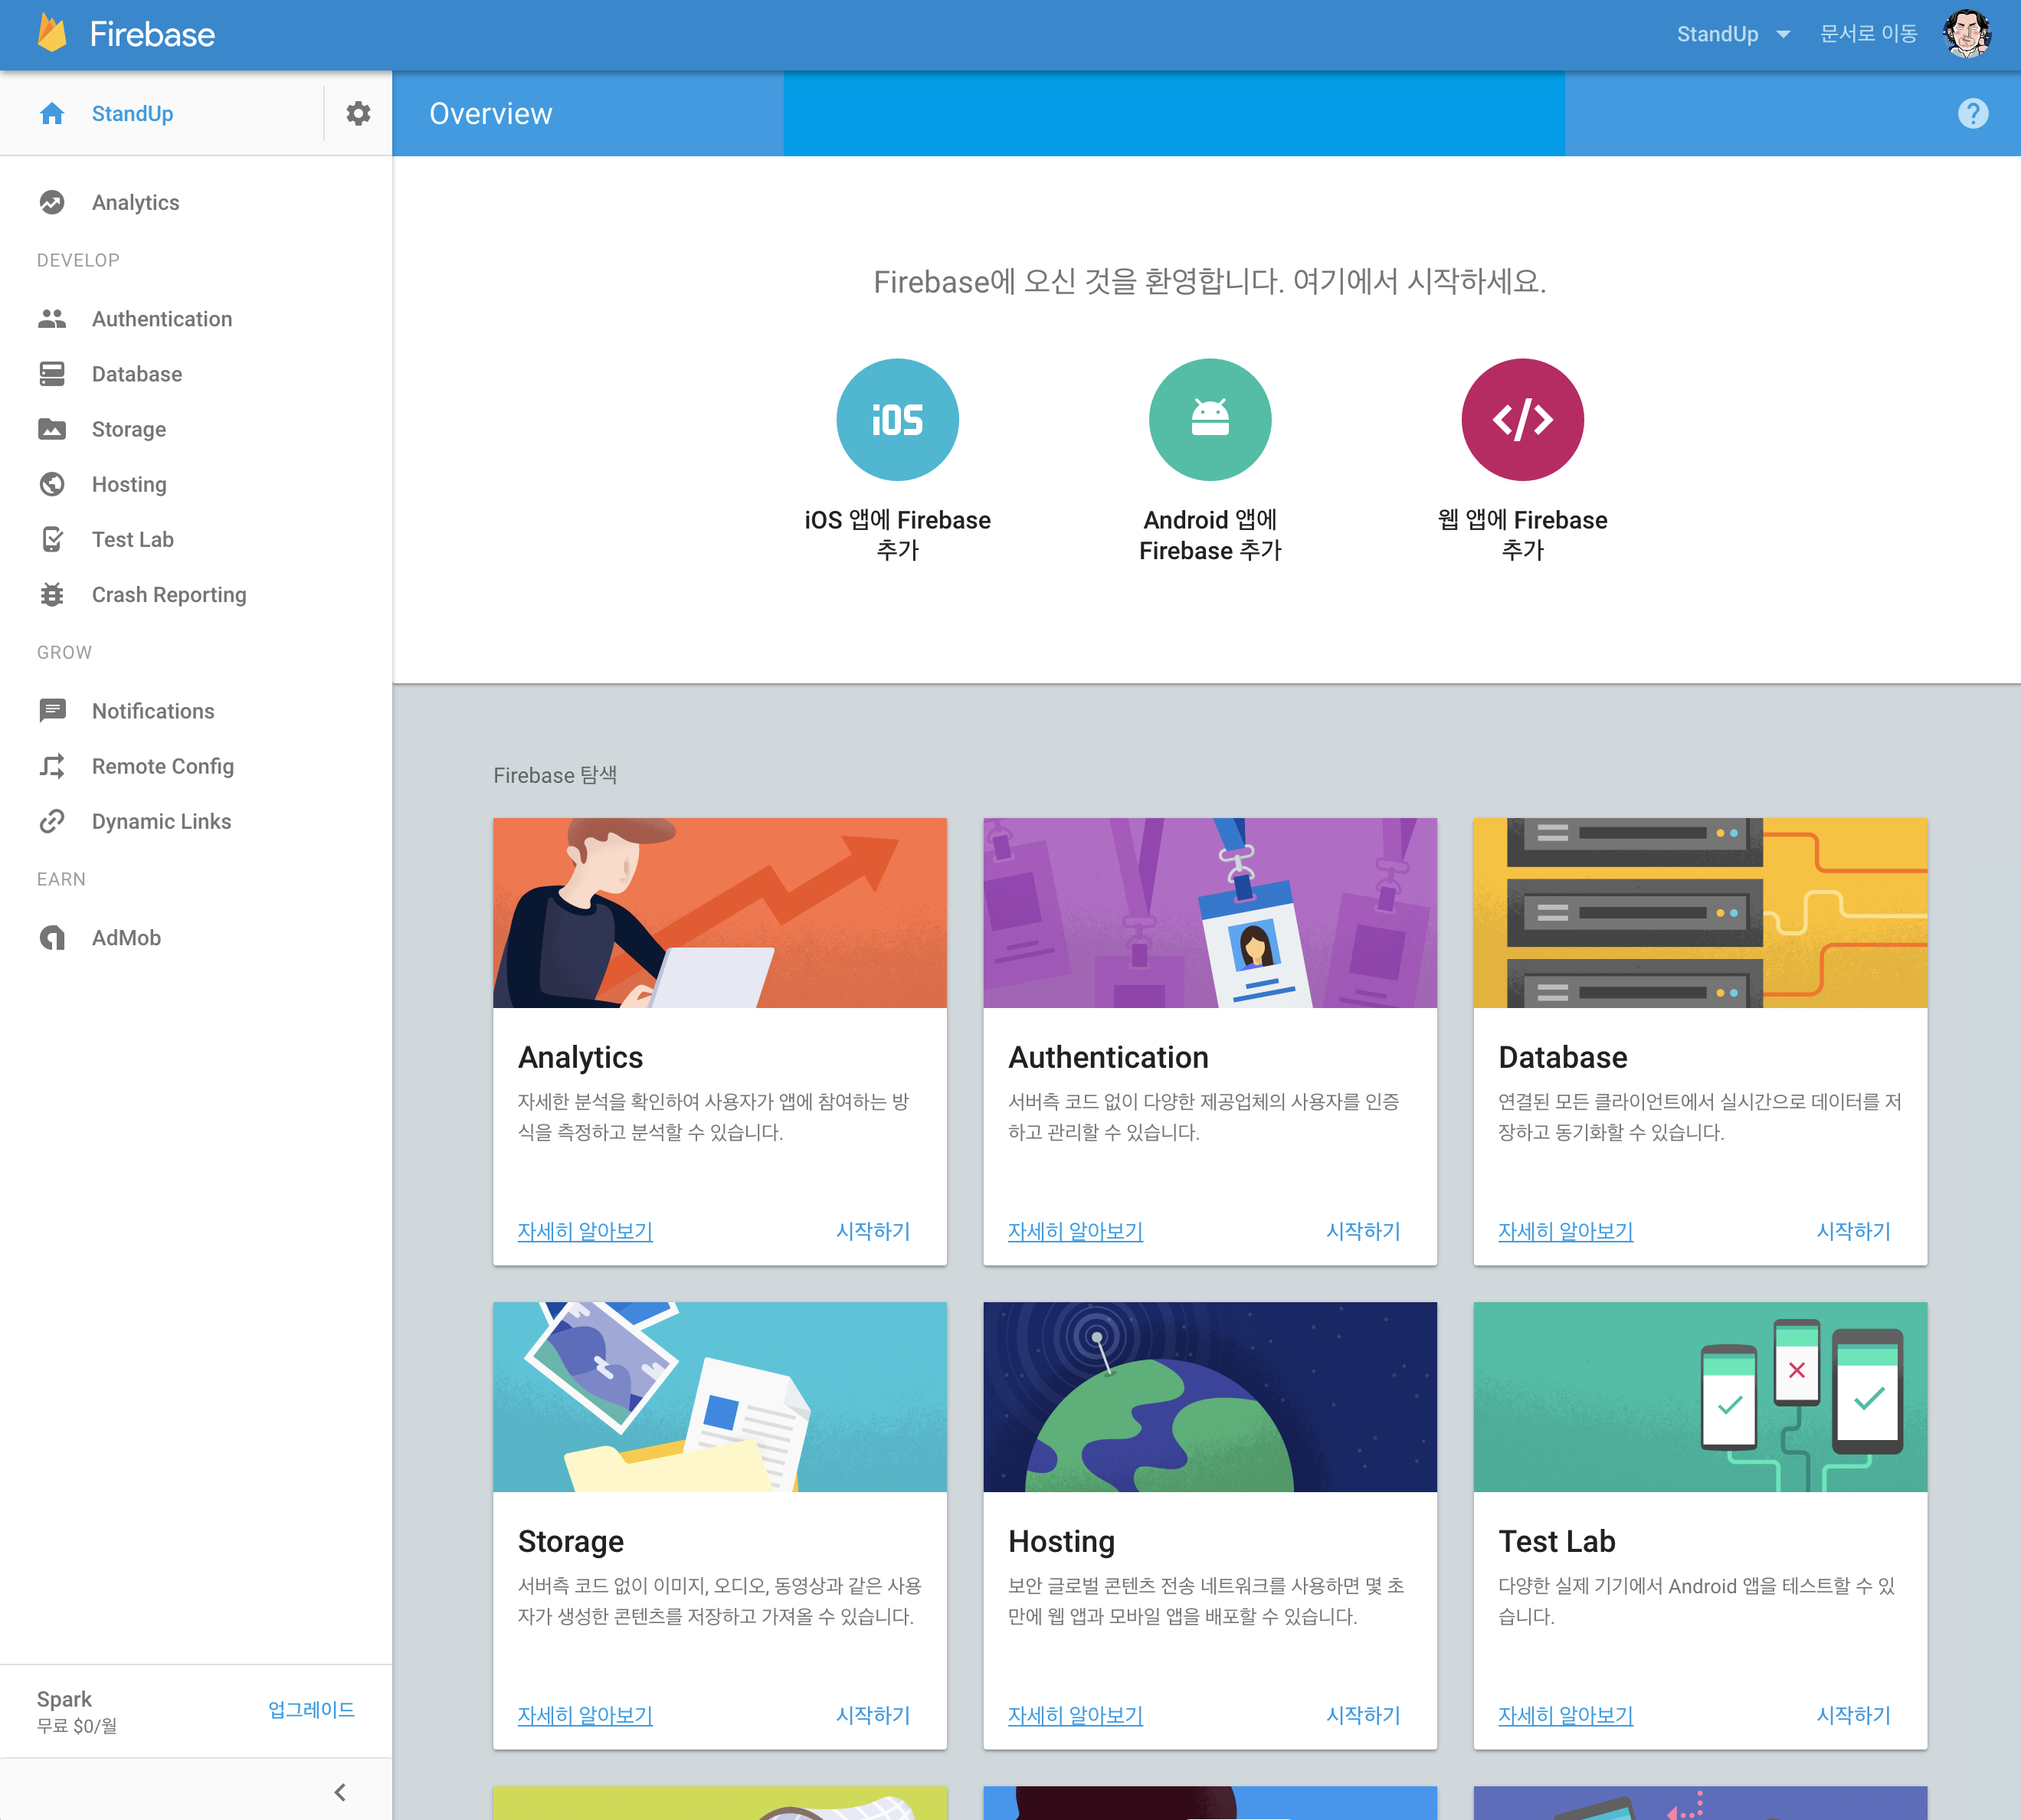 Firebase
StandUp
문서로 이동
StandUp
Overview
?
Analytics
DEVELOP
Authentication
Database
Storage
Hosting
Test Lab
Crash Reporting
GROW
Notifications
Remote Config
Dynamic Links
EARN
AdMob
Spark
무료 $0/월
업그레이드
Firebase에 오신 것을 환영합니다. 여기에서 시작하세요.
iOS
iOS 앱에 Firebase
추가
Android 앱에
Firebase 추가
</>
웹 앱에 Firebase
추가
Firebase 탐색
Analytics
자세한 분석을 확인하여 사용자가 앱에 참여하는 방
식을 측정하고 분석할 수 있습니다.
자세히 알아보기
시작하기
Authentication
서버측 코드 없이 다양한 제공업체의 사용자를 인증
하고 관리할 수 있습니다.
자세히 알아보기
시작하기
Database
연결된 모든 클라이언트에서 실시간으로 데이터를 저
장하고 동기화할 수 있습니다.
자세히 알아보기
시작하기
Storage
서버측 코드 없이 이미지, 오디오, 동영상과 같은 사용
자가 생성한 콘텐츠를 저장하고 가져올 수 있습니다.
자세히 알아보기
시작하기
Hosting
보안 글로벌 콘텐츠 전송 네트워크를 사용하면 몇 초
만에 웹 앱과 모바일 앱을 배포할 수 있습니다.
자세히 알아보기
시작하기
Test Lab
다양한 실제 기기에서 Android 앱을 테스트할 수 있
습니다.
자세히 알아보기
시작하기